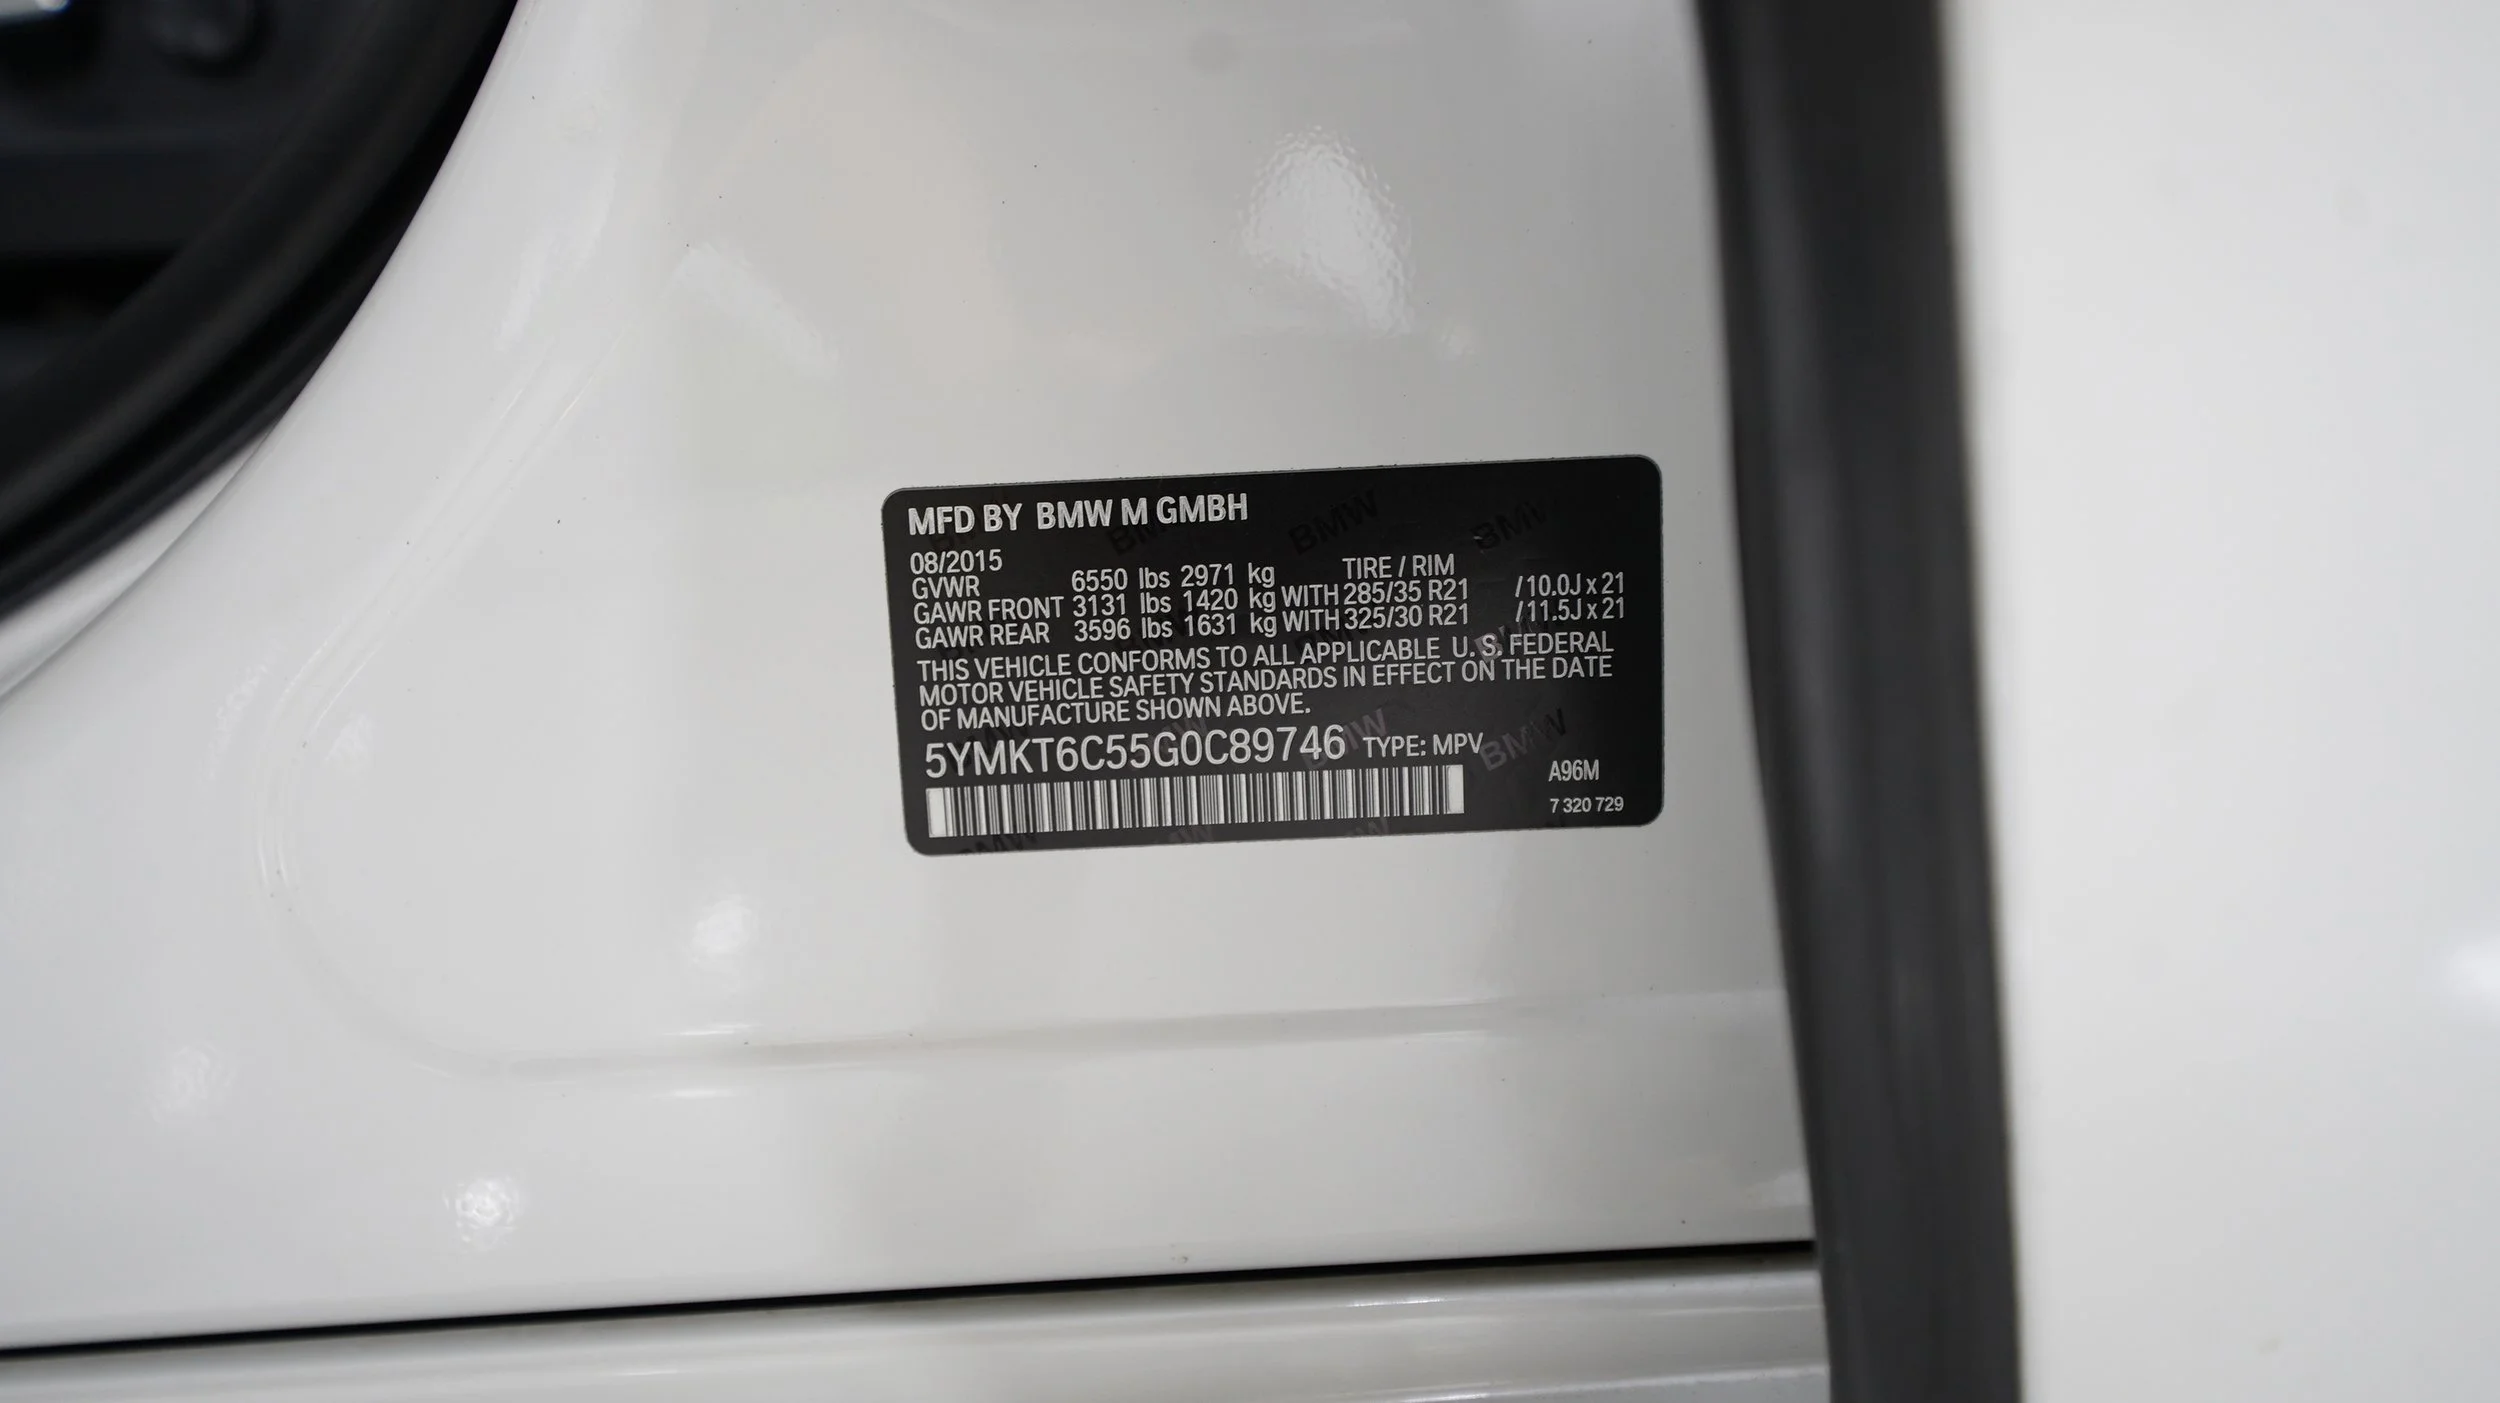 MFD BY BMW M GMBH
08/2015
TIRE / RIM
GVWR 6550 lbs 2971 kg
GAWR FRONT 3131 lbs 1420 kg WITH 285/35 R21 /10.0J x 21
GAWR REAR 3596 lbs 1631 kg WITH 325/30 R21 /11.5J x 21
THIS VEHICLE CONFORMS TO ALL APPLICABLE U. S. FEDERAL
MOTOR VEHICLE SAFETY STANDARDS IN EFFECT ON THE DATE
OF MANUFACTURE SHOWN ABOVE.
5YMKT6C55G0C89746 TYPE: MPV
A96M
7 320 729